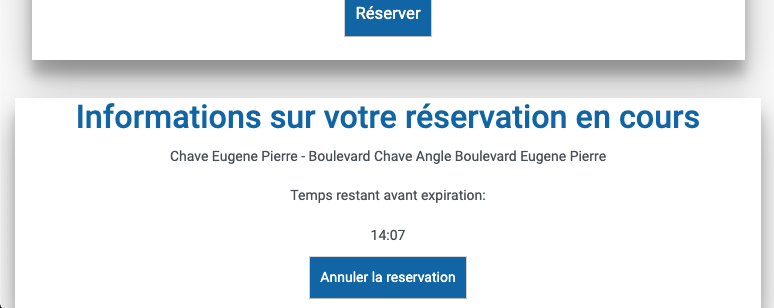 Réserver
Informations sur votre réservation en cours
Chave Eugene Pierre - Boulevard Chave Angle Boulevard Eugene Pierre
Temps restant avant expiration:
14:07
Annuler la reservation